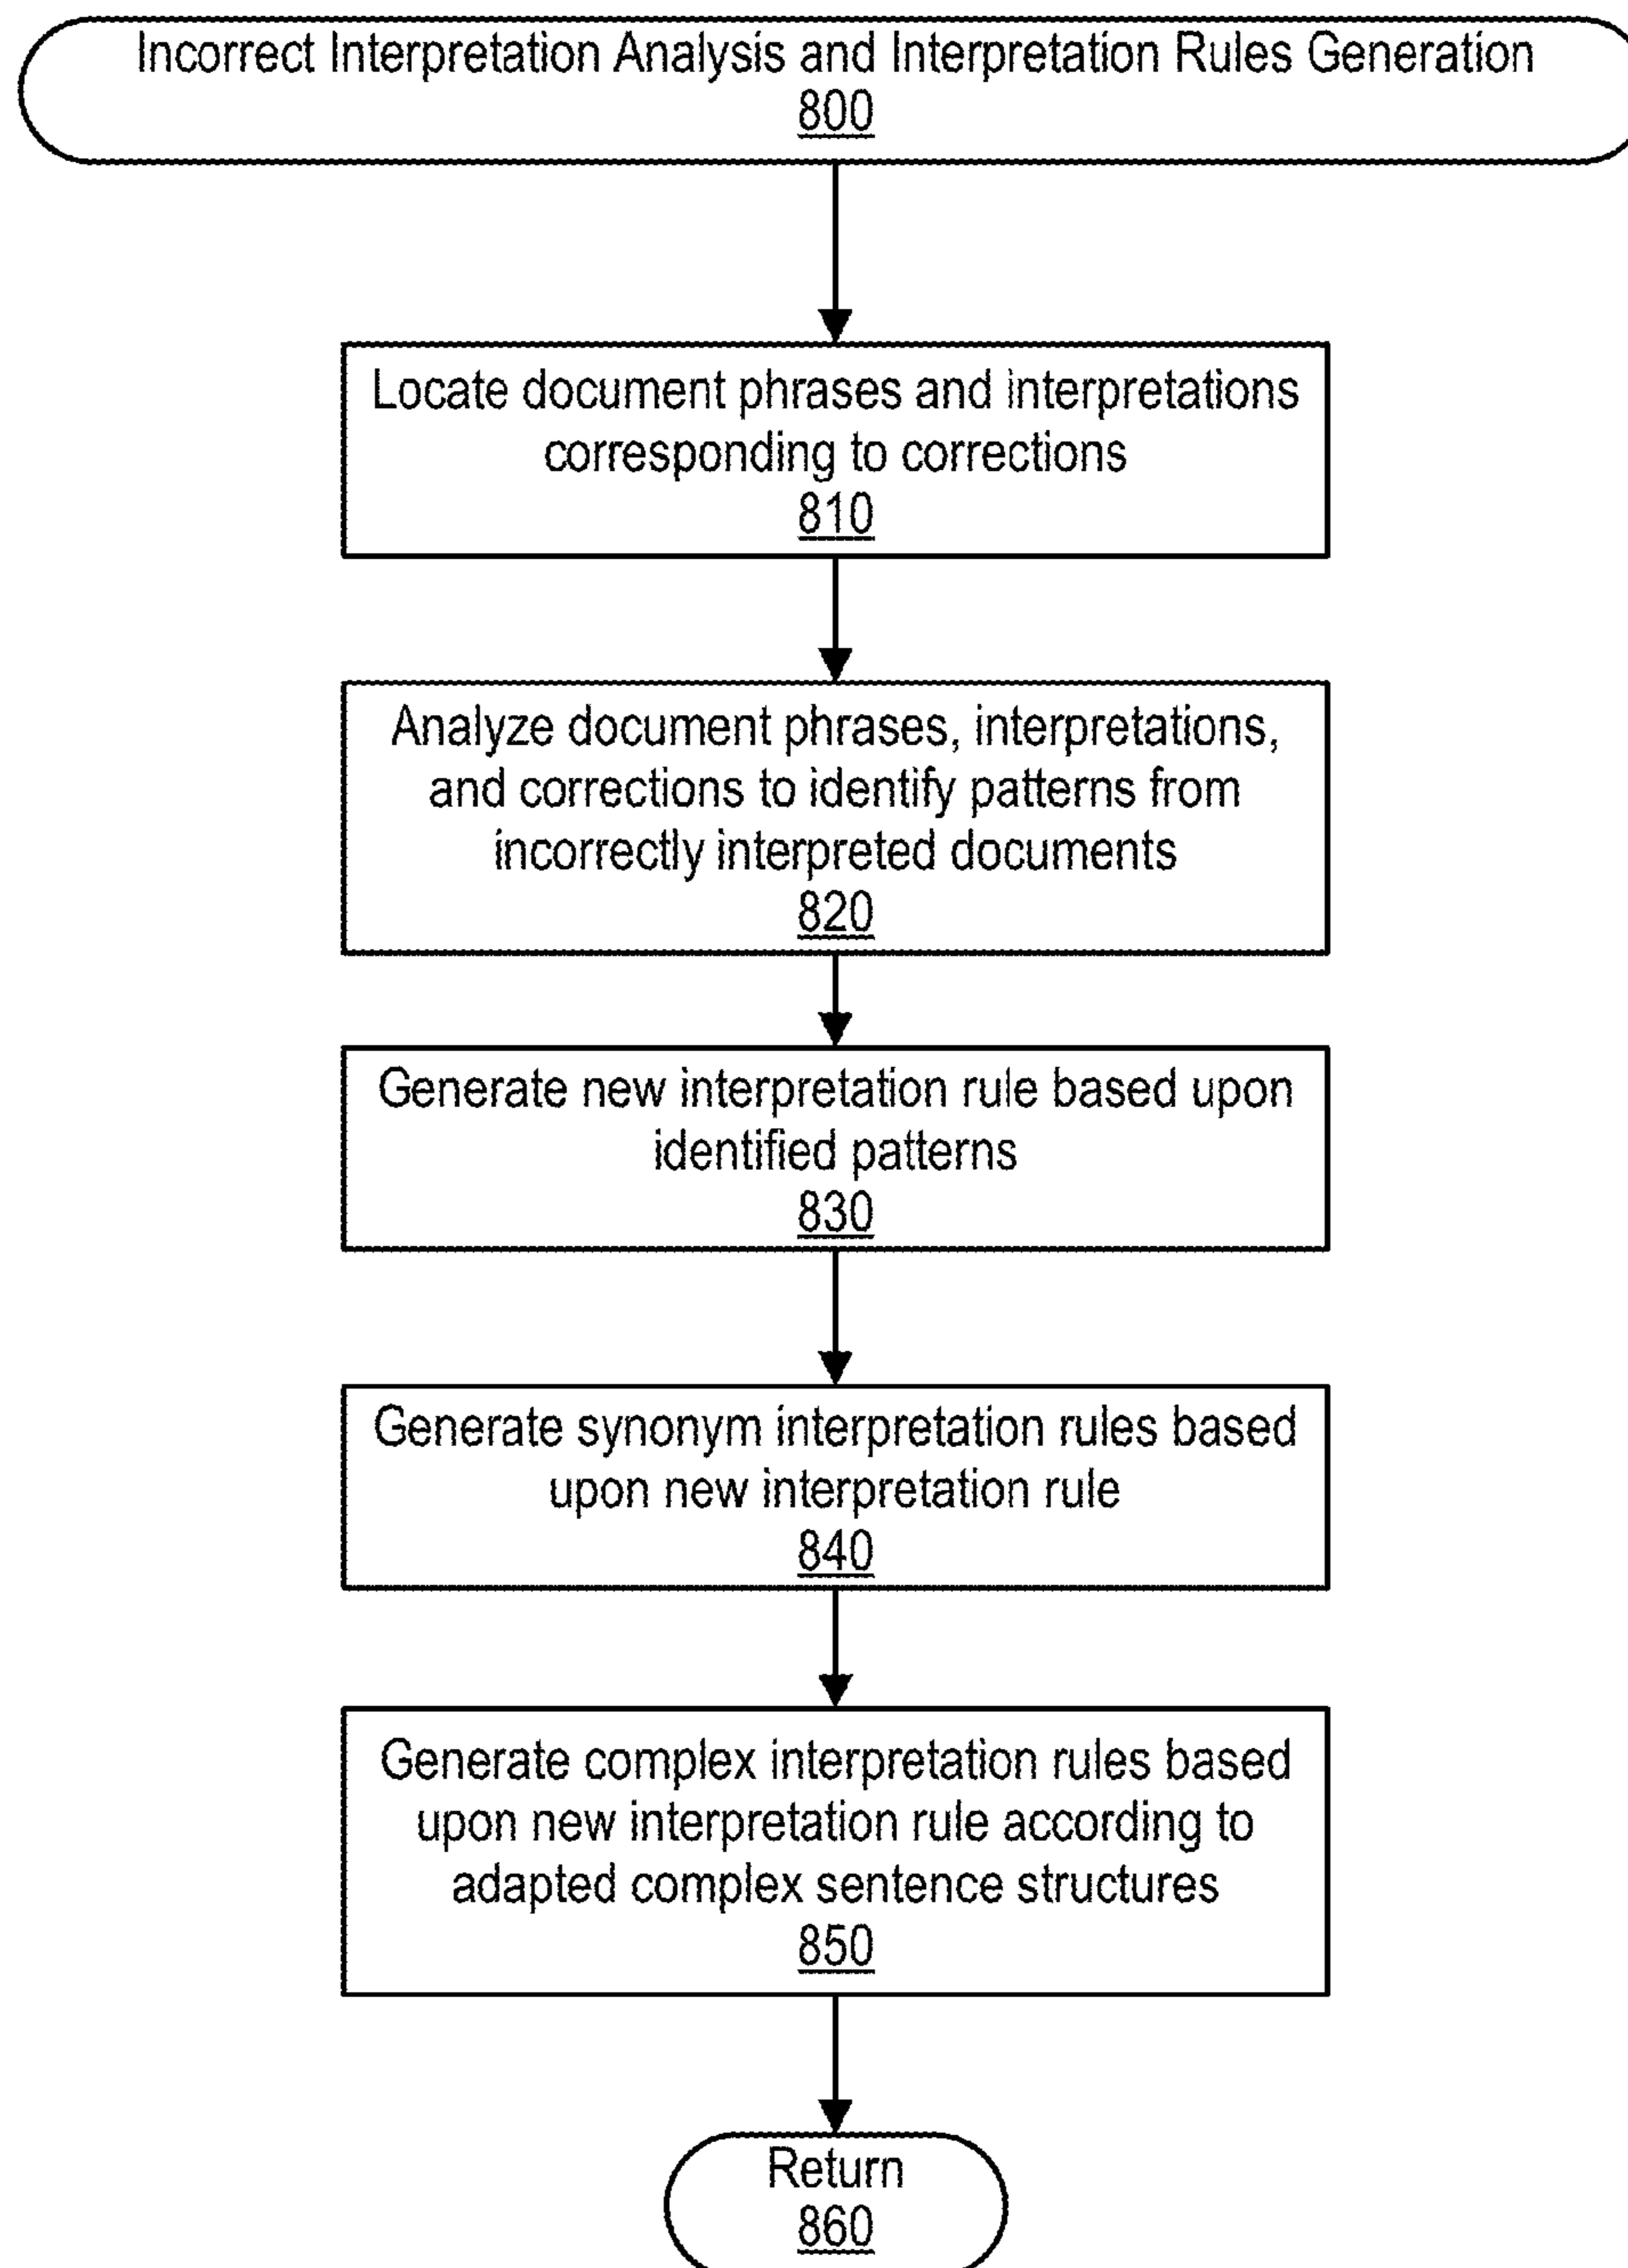 Incorrect Interpretation Analysis and Interpretation Rules Generation
800
Locate document phrases and interpretations
corresponding to corrections
810
Analyze document phrases, interpretations,
and corrections to identify patterns from
incorrectly interpreted documents
820
Generate new interpretation rule based upon
identified patterns
830
Generate synonym interpretation rules based
upon new interpretation rule
840
Generate complex interpretation rules based
upon new interpretation rule according to
adapted complex sentence structures
850
Return
860